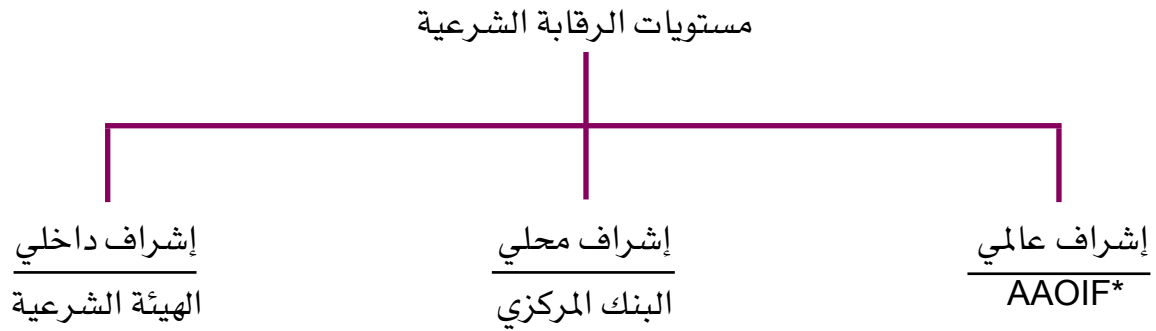 مستويات الرقابة الشرعية
إشراف عالمي
AAOIF*
إشراف محلي
البنك المركزي
إشراف داخلي
الهيئة الشرعية